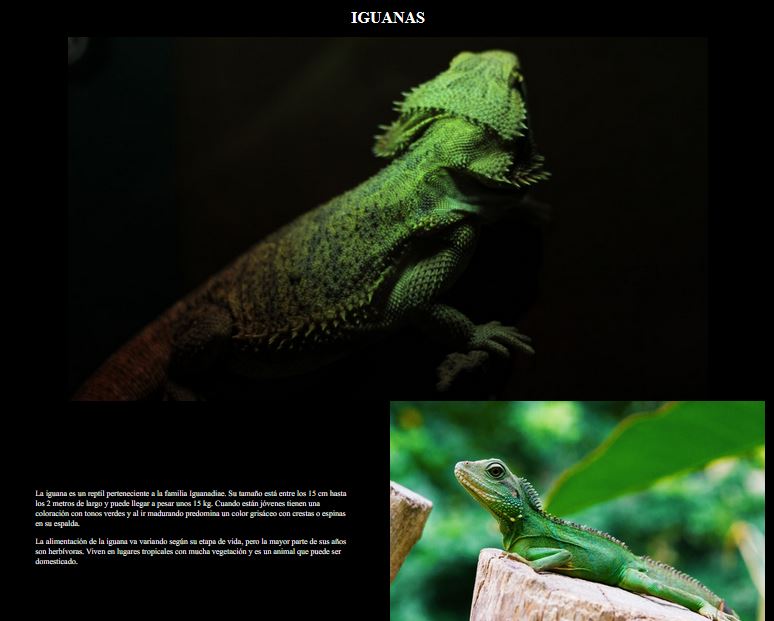 IGUANAS
La iguana es un reptil perteneciente a la familia Iguanadiae. Su tamaño está entre los 15 cm hasta
los 2 metros de largo y puede llegar a pesar unos 15 kg. Cuando están jóvenes tienen una
coloración con tonos verdes y al ir madurando predomina un color grisáceo con crestas o espinas
en su espalda.
La alimentación de la iguana va variando según su etapa de vida, pero la mayor parte de sus años
son herbívoras. Viven en lugares tropicales con mucha vegetación y es un animal que puede ser
domesticado.